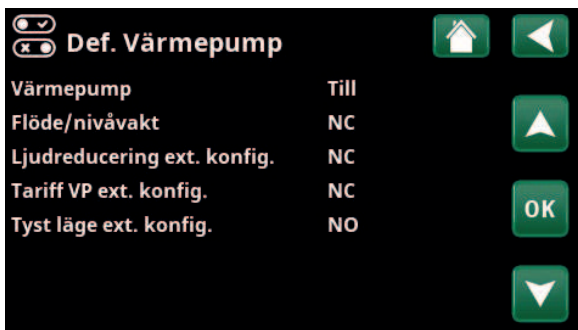 Def. Värmepump
Värmepump Till
Flöde/nivåvakt NC
Ljudreducering ext. konfig. NC
Tariff VP ext. konfig. NC
Tyst läge ext. konfig. NO
OK